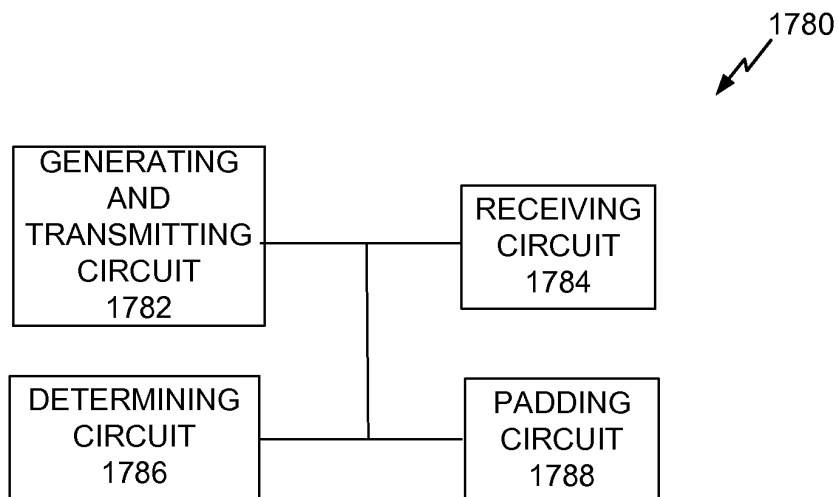 1780
GENERATING
AND
TRANSMITTING
CIRCUIT
1782
RECEIVING
CIRCUIT
1784
DETERMINING
CIRCUIT
1786
PADDING
CIRCUIT
1788